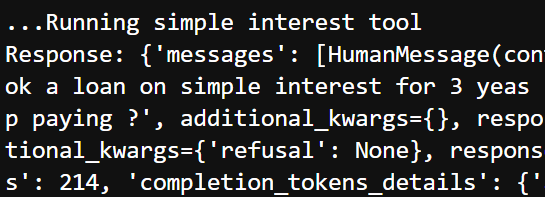 ...Running simple interest tool
Response: {'messages': [HumanMessage(con
ok a loan on simple interest for 3 yeas
p paying ?', additional_kwargs={}, respo
tional_kwargs={'refusal': None}, respons
s': 214, 'completion_tokens_details': {'